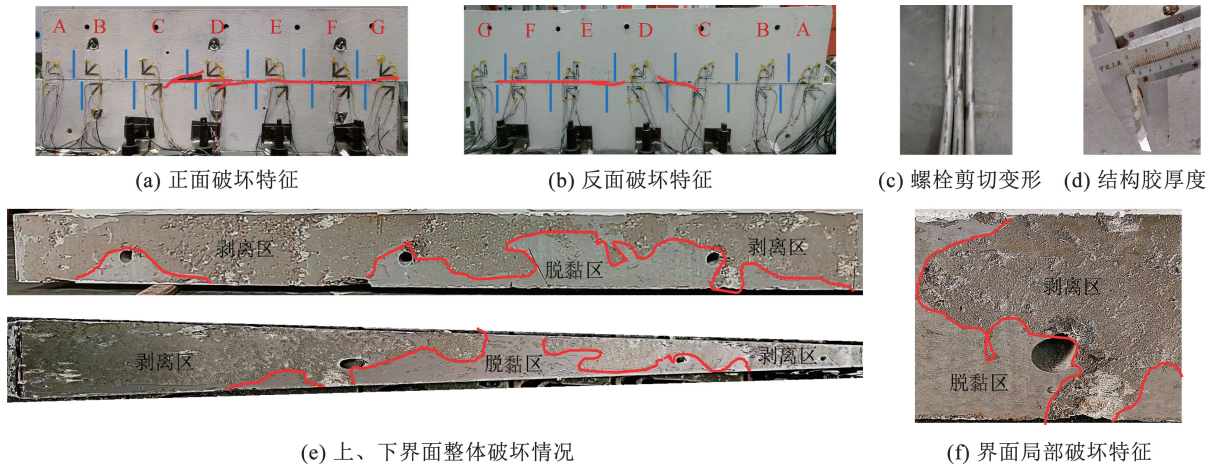 A B C D E F G
G F E D C B A
(a) 正面破坏特征
(b) 反面破坏特征
(c) 螺栓剪切变形
(d) 结构胶厚度
剥离区
脱黏区
剥离区
剥离区
脱黏区
剥离区
剥离区
脱黏区
(e) 上、下界面整体破坏情况
(f) 界面局部破坏特征